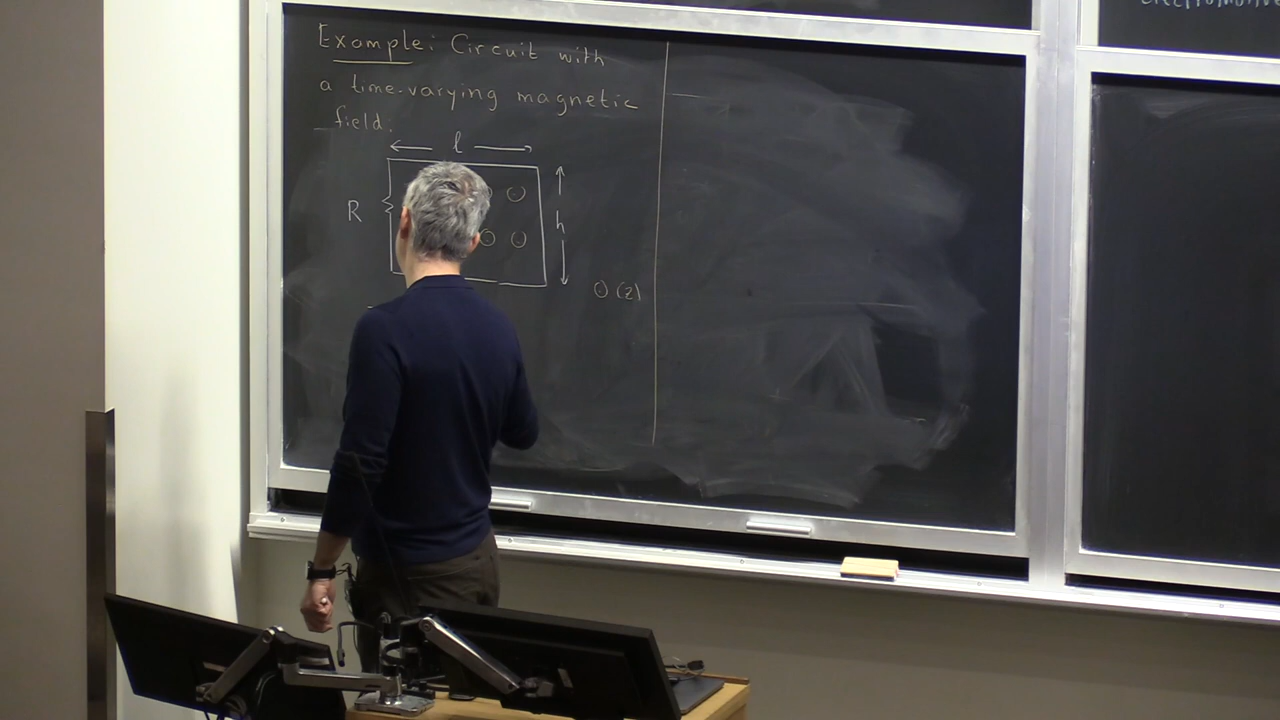 Example: Circuit with
a time-varying magnetic
field.
l
R
h
(z)